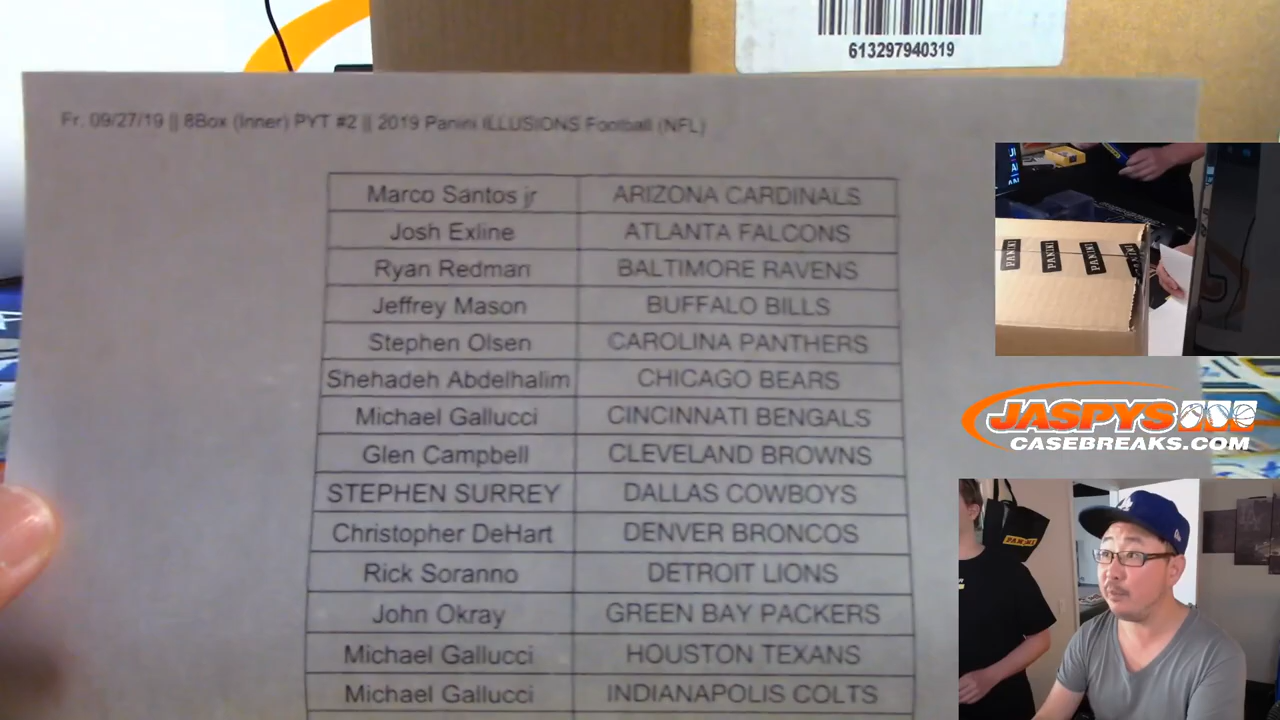 613297940319
Fr. 09/27/19 || 8Box (Inner) PYT #2 || 2019 Panini ILLUSIONS Football (NFL)
Marco Santos jr ARIZONA CARDINALS
Josh Exline ATLANTA FALCONS
Ryan Redman BALTIMORE RAVENS
Jeffrey Mason BUFFALO BILLS
Stephen Olsen CAROLINA PANTHERS
Shehadeh Abdelhalim CHICAGO BEARS
Michael Gallucci CINCINNATI BENGALS
Glen Campbell CLEVELAND BROWNS
STEPHEN SURREY DALLAS COWBOYS
Christopher DeHart DENVER BRONCOS
Rick Soranno DETROIT LIONS
John Okray GREEN BAY PACKERS
Michael Gallucci HOUSTON TEXANS
Michael Gallucci INDIANAPOLIS COLTS
PANINI PANINI PANINI PANINI
JASPYS
CASEBREAKS.COM
PANINI